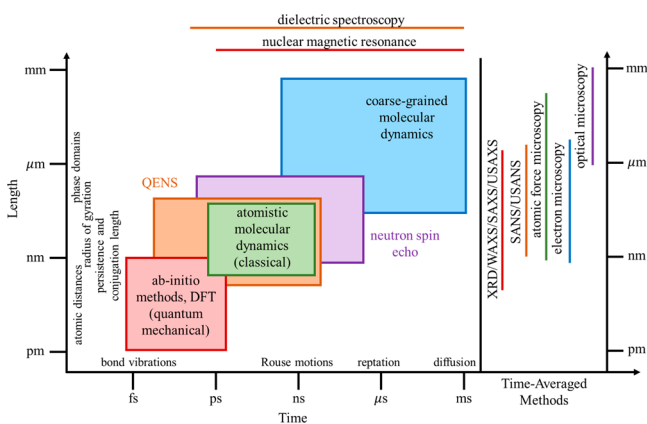 dielectric spectroscopy
nuclear magnetic resonance
mm
μm
nm
pm
Length
atomic distances
radius of gyration
persistence and
conjugation length
phase domains
QENS
coarse-grained
molecular
dynamics
atomistic
molecular
dynamics
(classical)
neutron spin
echo
ab-initio
methods, DFT
(quantum
mechanical)
bond vibrations
Rouse motions
reptation
diffusion
fs
ps
ns
μs
ms
Time
XRD/WAXS/SAXS/USAXS
SANS/USANS
atomic force microscopy
electron microscopy
optical microscopy
mm
μm
nm
pm
Time-Averaged
Methods